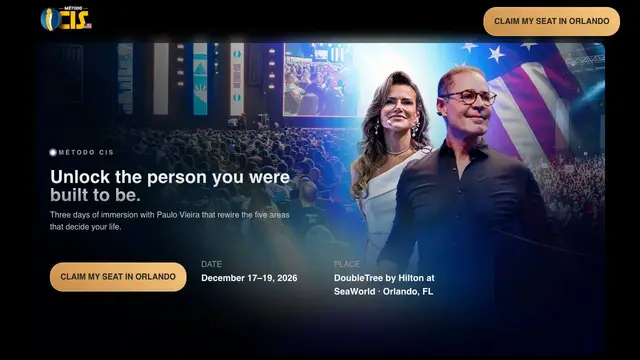 MÉTODO
CIS
CLAIM MY SEAT IN ORLANDO
MÉTODO CIS
Unlock the person you were
built to be.
Three days of immersion with Paulo Vieira that rewire the five areas
that decide your life.
CLAIM MY SEAT IN ORLANDO
DATE
December 17–19, 2026
PLACE
DoubleTree by Hilton at
SeaWorld · Orlando, FL